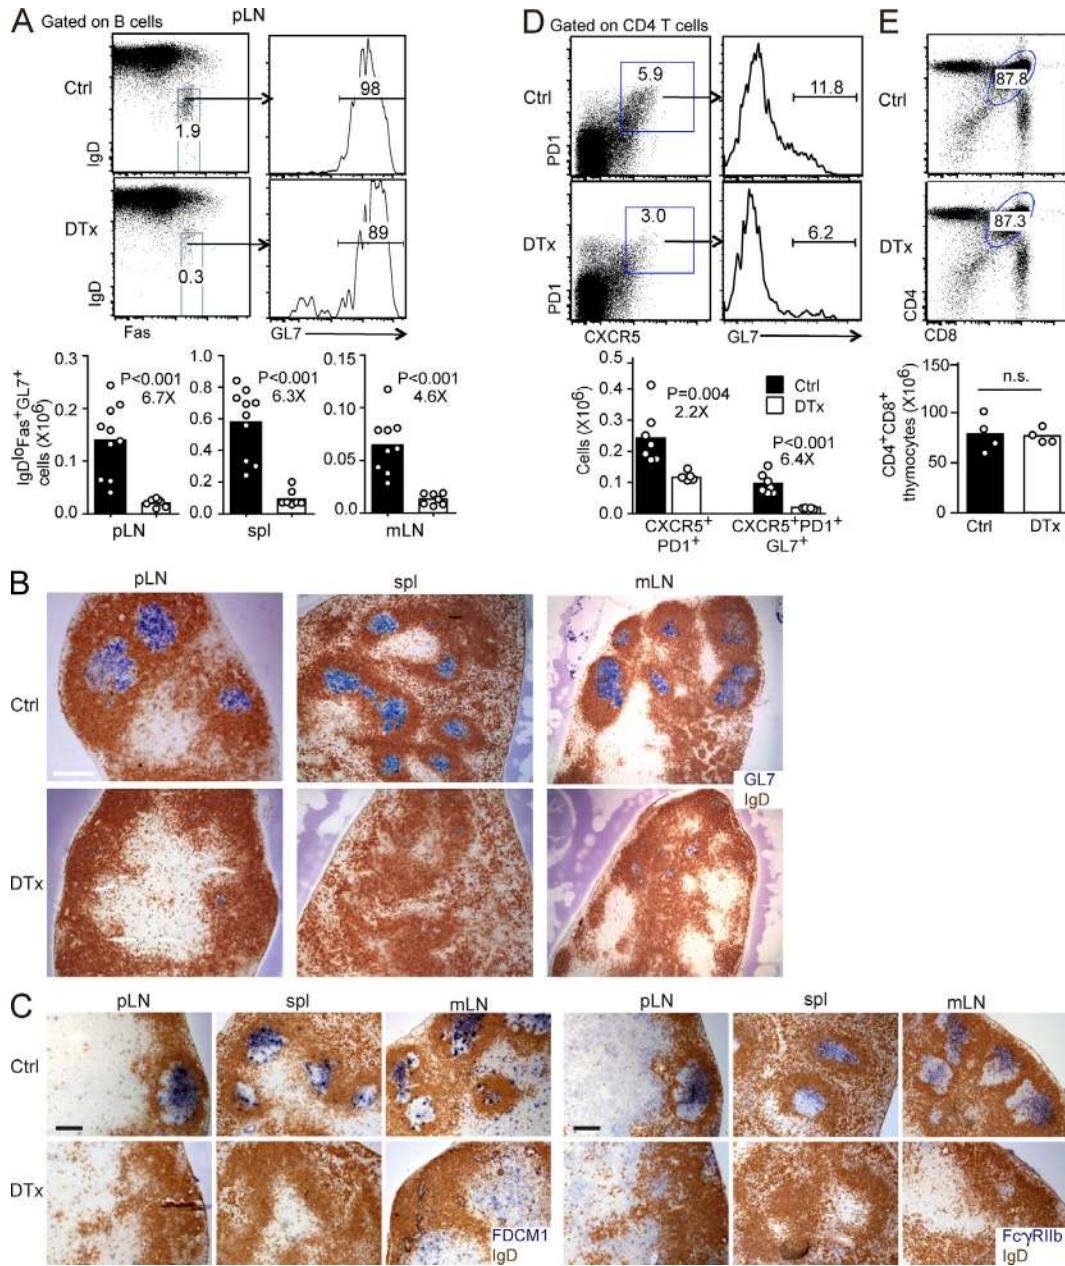 A Gated on B cells
pLN
Ctrl
IgD
1.9
98
DTx
IgD
0.3
89
Fas
GL7
IgD^loFas^+GL7^+
cells (X10^6)
0.3
0.2
0.1
0.0
P<0.001
6.7X
pLN
1.0
0.8
0.6
0.4
0.2
0.0
P<0.001
6.3X
spl
0.15
0.10
0.05
0.00
P<0.001
4.6X
mLN
D Gated on CD4 T cells
Ctrl
PD1
5.9
11.8
DTx
PD1
3.0
6.2
CXCR5
GL7
Cells (X10^6)
0.5
0.4
0.3
0.2
0.1
0.0
P=0.004
2.2X
Ctrl
DTx
P<0.001
6.4X
CXCR5^+
PD1^+
CXCR5^+PD1^+
GL7^+
E
Ctrl
87.8
DTx
87.3
CD4
CD8
CD4^+CD8^+
thymocytes (X10^6)
150
100
50
0
n.s.
Ctrl DTx
B
pLN spl mLN
Ctrl
GL7
IgD
DTx
C
pLN spl mLN pLN spl mLN
Ctrl
DTx
FDCM1
IgD
FcγRIIb
IgD